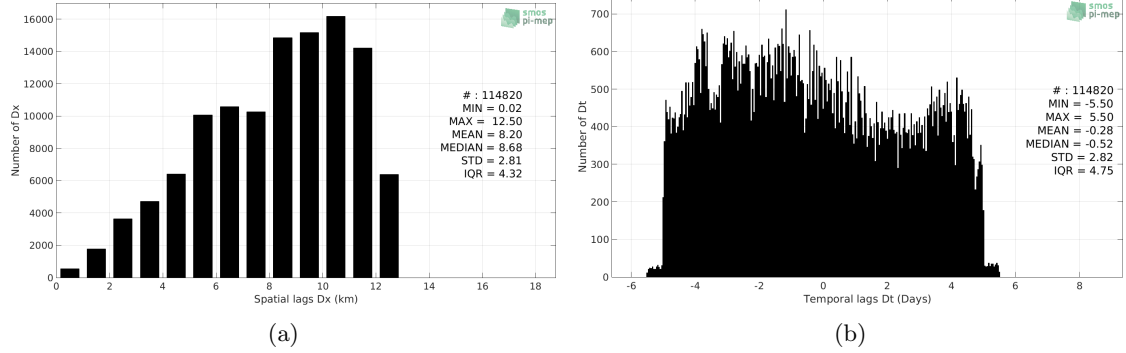 smos
pi-mep
16000
14000
12000
10000
8000
6000
4000
2000
0
Number of Dx
# : 114820
MIN = 0.02
MAX = 12.50
MEAN = 8.20
MEDIAN = 8.68
STD = 2.81
IQR = 4.32
0 2 4 6 8 10 12 14 16 18
Spatial lags Dx (km)
(a)
smos
pi-mep
700
600
500
400
300
200
100
0
Number of Dt
# : 114820
MIN = -5.50
MAX = 5.50
MEAN = -0.28
MEDIAN = -0.52
STD = 2.82
IQR = 4.75
-6 -4 -2 0 2 4 6 8
Temporal lags Dt (Days)
(b)